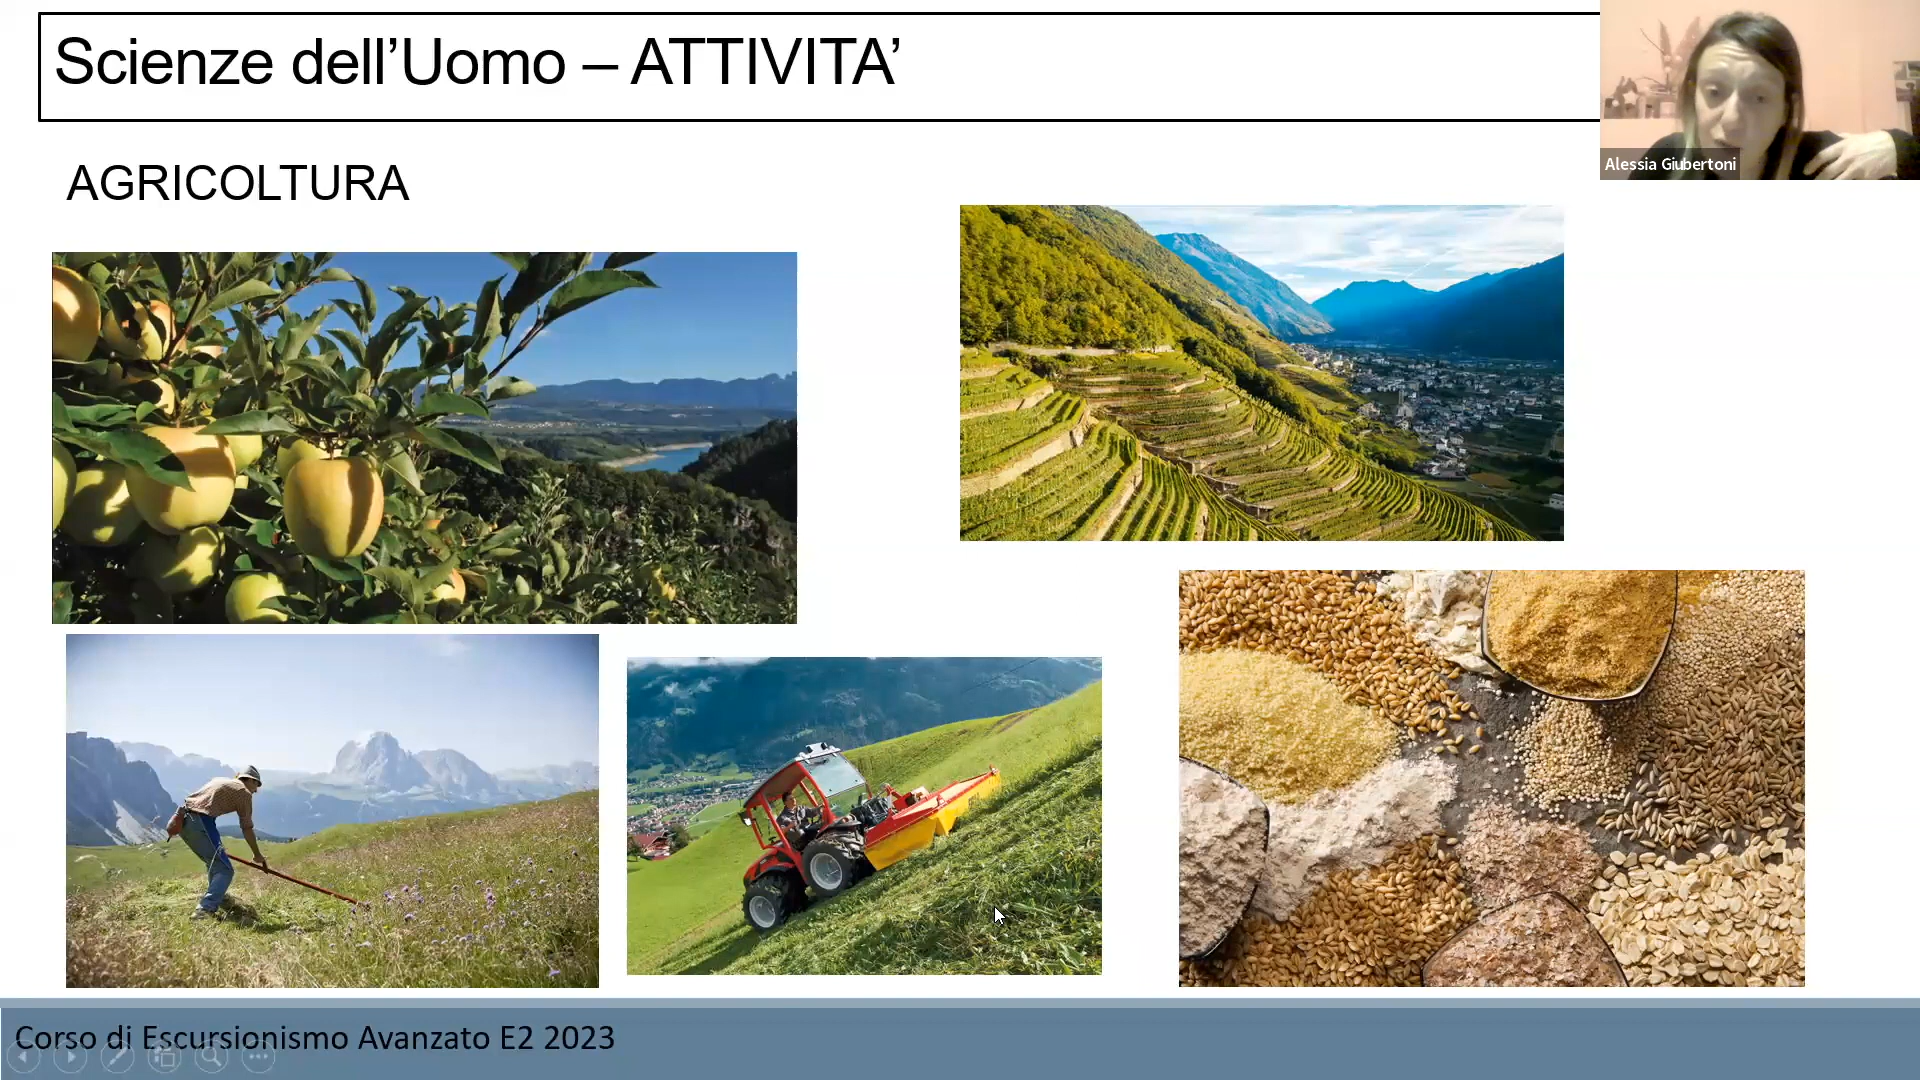 Scienze dell’Uomo – ATTIVITA’
Alessia Giubertoni
AGRICOLTURA
Corso di Escursionismo Avanzato E2 2023